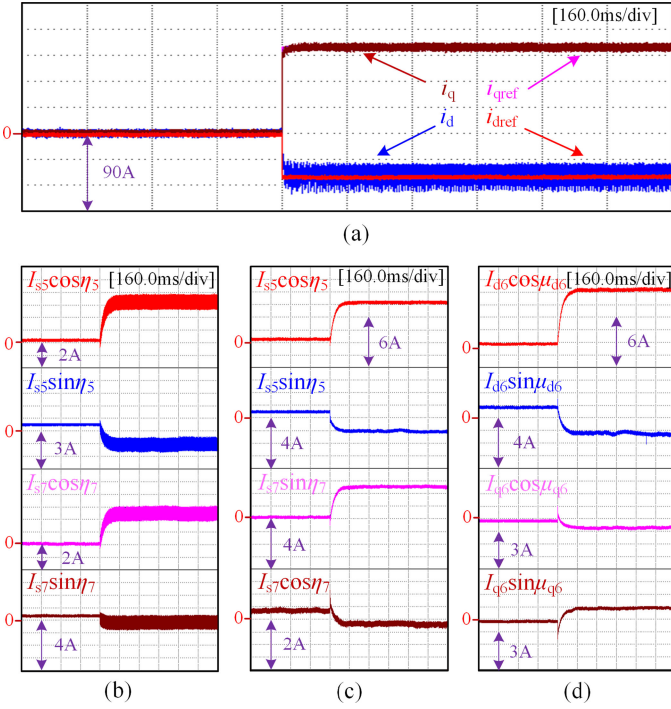 [160.0ms/div]
i_q i_qref
0 i_d i_dref
90A
(a)
I_s5cosη_5 [160.0ms/div]
0
2A
I_s5sinη_5
0
3A
I_s7cosη_7
0
2A
I_s7sinη_7
0
4A
(b)
I_s5cosη_5 [160.0ms/div]
0
6A
I_s5sinη_5
0
4A
I_s7sinη_7
0
4A
I_s7cosη_7
0
2A
(c)
I_d6cosμ_d6 [160.0ms/div]
0
6A
I_d6sinμ_d6
0
4A
I_q6cosμ_q6
0
3A
I_q6sinμ_q6
0
3A
(d)